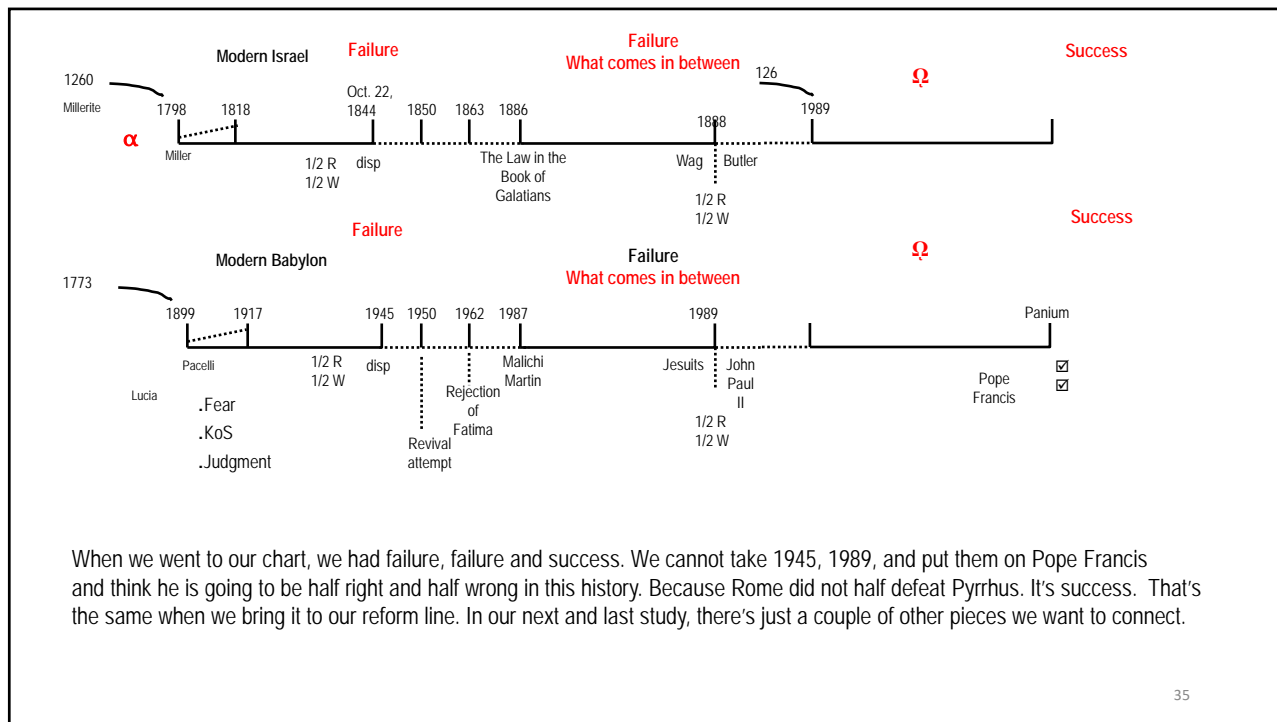 Failure
Modern Israel
Failure
What comes in between
Success
1260
126
Ω
Millerite
Oct. 22,
1798
1818
1844
1850
1863
1886
1888
1989
α
Miller
1/2 R
1/2 W
disp
The Law in the
Book of
Galatians
Wag
Butler
1/2 R
1/2 W
Success
Failure
Modern Babylon
Failure
What comes in between
Ω
1773
1899
1917
1945
1950
1962
1987
1989
Panium
Pacelli
1/2 R
1/2 W
disp
Malichi
Martin
Jesuits
John
Paul
II
Pope
Francis
☑
☑
Lucia
.Fear
.KoS
.Judgment
Rejection
of
Fatima
Revival
attempt
1/2 R
1/2 W
When we went to our chart, we had failure, failure and success. We cannot take 1945, 1989, and put them on Pope Francis
and think he is going to be half right and half wrong in this history. Because Rome did not half defeat Pyrrhus. It's success. That's
the same when we bring it to our reform line. In our next and last study, there's just a couple of other pieces we want to connect.
35